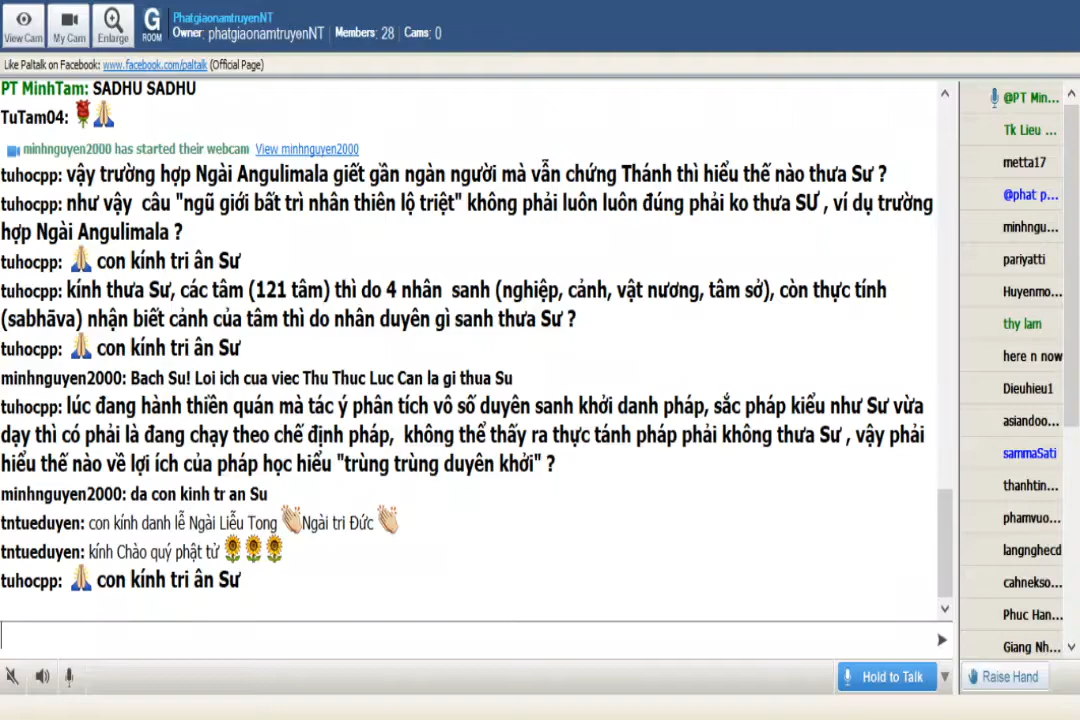 View Cam
My Cam
Enlarge
G
ROOM
PhatgiaonamtruyenNT
Owner: phatgiaonamtruyenNT Members: 28 Cams: 0
Like Paltalk on Facebook: www.facebook.com/paltalk (Official Page)
PT MinhTam: SADHU SADHU
TuTam04:
minhnguyen2000 has started their webcam View minhnguyen2000
tuhocpp: vậy trường hợp Ngài Angulimala giết gần ngàn người mà vẫn chứng Thánh thì hiểu thế nào thưa Sư ?
tuhocpp: như vậy câu "ngũ giới bất trì nhân thiên lộ triệt" không phải luôn luôn đúng phải ko thưa SƯ , ví dụ trường
hợp Ngài Angulimala ?
tuhocpp: con kính tri ân Sư
tuhocpp: kính thưa Sư, các tâm (121 tâm) thì do 4 nhân sanh (nghiệp, cảnh, vật nương, tâm sở), còn thực tính
(sabhāva) nhận biết cảnh của tâm thì do nhân duyên gì sanh thưa Sư ?
tuhocpp: con kính tri ân Sư
minhnguyen2000: Bach Su! Loi ich cua viec Thu Thuc Luc Can la gi thua Su
tuhocpp: lúc đang hành thiền quán mà tác ý phân tích vô số duyên sanh khởi danh pháp, sắc pháp kiểu như Sư vừa
dạy thì có phải là đang chạy theo chế định pháp, không thể thấy ra thực tánh pháp phải không thưa Sư , vậy phải
hiểu thế nào về lợi ích của pháp học hiểu "trùng trùng duyên khởi" ?
minhnguyen2000: da con kinh tr an Su
tntueduyen: con kính danh lễ Ngài Liễu Tong Ngài tri Đức
tntueduyen: kính Chào quý phật tử
tuhocpp: con kính tri ân Sư
@PT Min...
Tk Lieu ...
metta17
@phat p...
minhngu...
pariyatti
Huyenmo...
thy lam
here n now
Dieuhieu1
asiandoo...
sammaSati
thanhtin...
phamvuo...
langnghecd
cahnekso...
Phuc Han...
Giang Nh...
Hold to Talk
Raise Hand